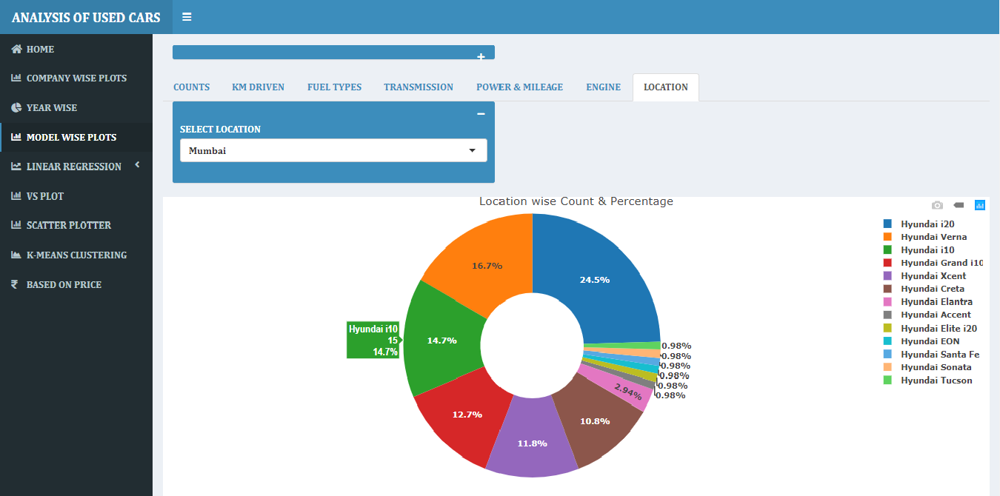 ANALYSIS OF USED CARS
HOME
COMPANY WISE PLOTS
YEAR WISE
MODEL WISE PLOTS
LINEAR REGRESSION
VS PLOT
SCATTER PLOTTER
K-MEANS CLUSTERING
BASED ON PRICE
COUNTS KM DRIVEN FUEL TYPES TRANSMISSION POWER & MILEAGE ENGINE LOCATION
SELECT LOCATION
Mumbai
Location wise Count & Percentage
16.7%
24.5%
Hyundai i10
15
14.7%
14.7%
12.7%
11.8%
10.8%
2.94%
0.98%
0.98%
0.98%
0.98%
0.98%
0.98%
Hyundai i20
Hyundai Verna
Hyundai i10
Hyundai Grand i10
Hyundai Xcent
Hyundai Creta
Hyundai Elantra
Hyundai Accent
Hyundai Elite i20
Hyundai EON
Hyundai Santa Fe
Hyundai Sonata
Hyundai Tucson